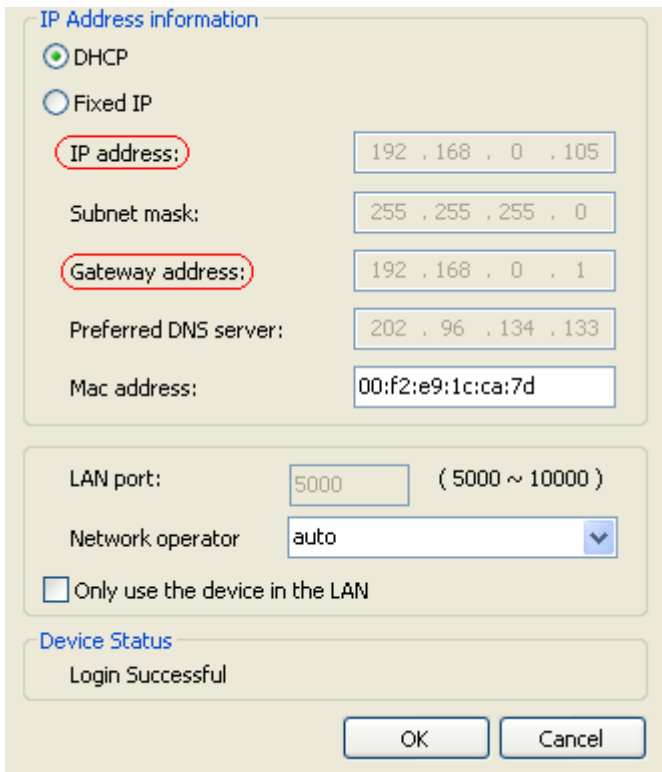 IP Address information
DHCP
Fixed IP
IP address: 192 . 168 . 0 . 105
Subnet mask: 255 . 255 . 255 . 0
Gateway address: 192 . 168 . 0 . 1
Preferred DNS server: 202 . 96 . 134 . 133
Mac address: 00:f2:e9:1c:ca:7d
LAN port: 5000 ( 5000 ~ 10000 )
Network operator auto
Only use the device in the LAN
Device Status
Login Successful
OK Cancel